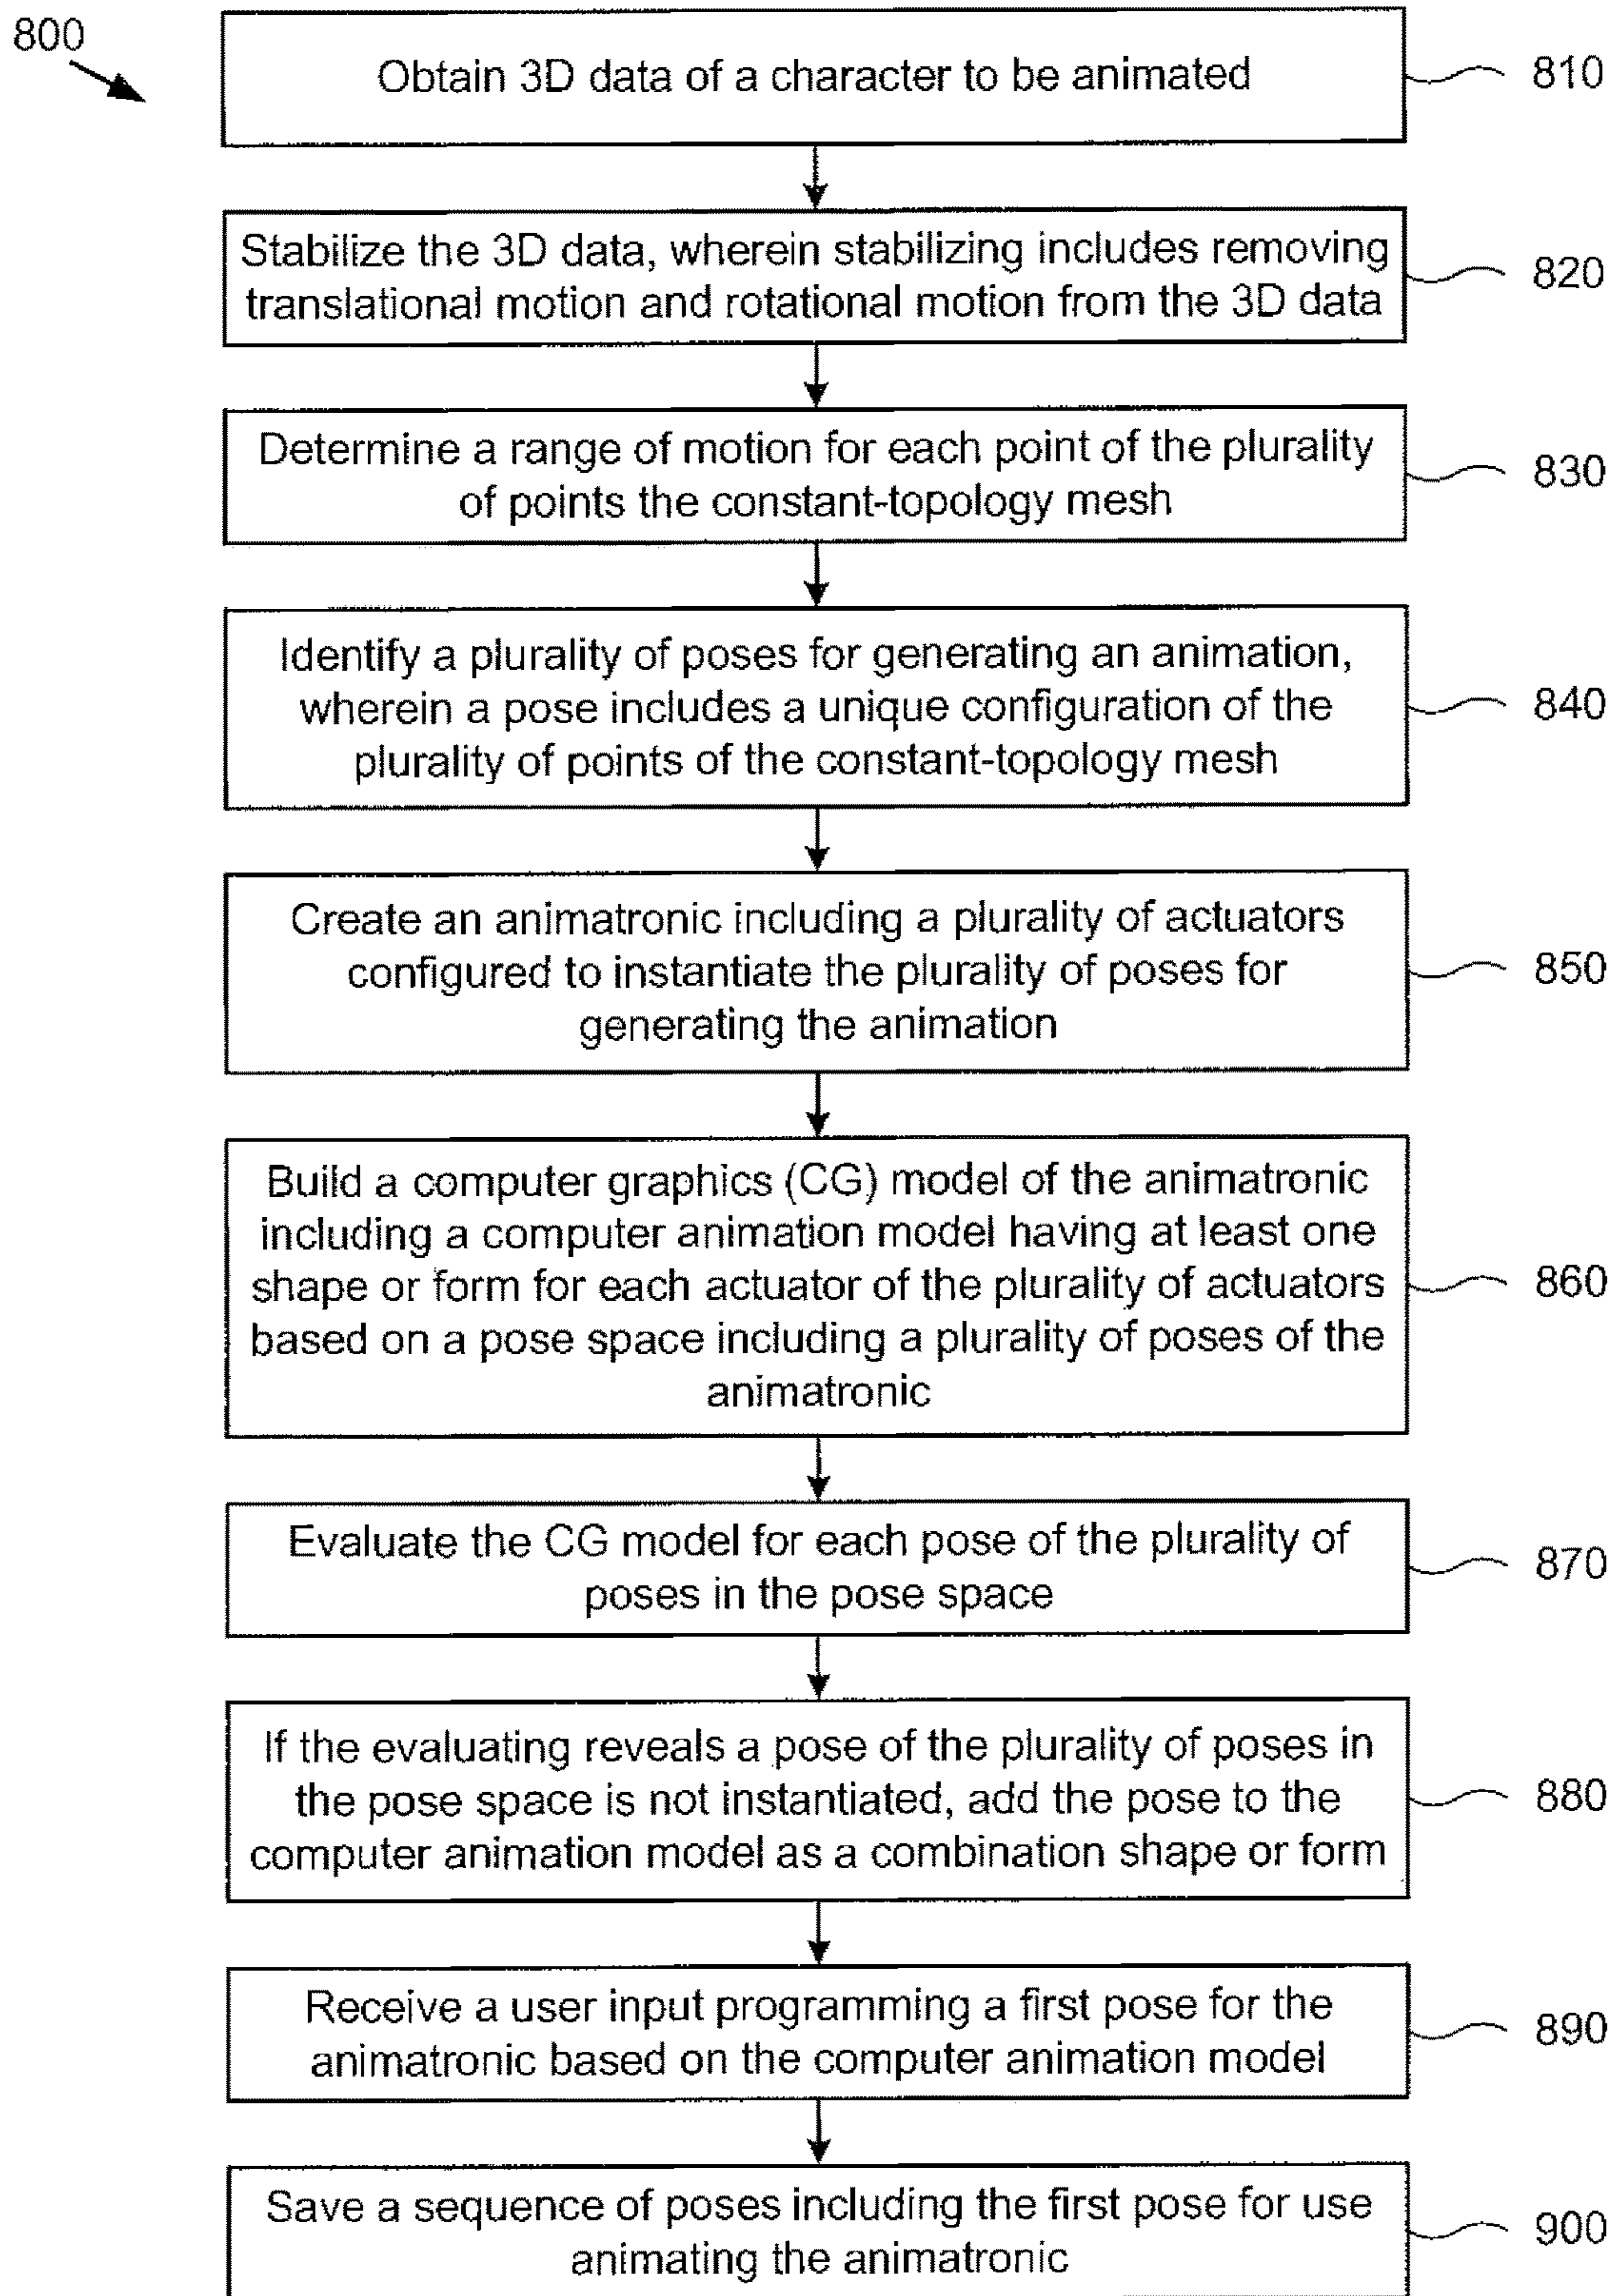 800
Obtain 3D data of a character to be animated
810
Stabilize the 3D data, wherein stabilizing includes removing
translational motion and rotational motion from the 3D data
820
Determine a range of motion for each point of the plurality
of points the constant-topology mesh
830
Identify a plurality of poses for generating an animation,
wherein a pose includes a unique configuration of the
plurality of points of the constant-topology mesh
840
Create an animatronic including a plurality of actuators
configured to instantiate the plurality of poses for
generating the animation
850
Build a computer graphics (CG) model of the animatronic
including a computer animation model having at least one
shape or form for each actuator of the plurality of actuators
based on a pose space including a plurality of poses of the
animatronic
860
Evaluate the CG model for each pose of the plurality of
poses in the pose space
870
If the evaluating reveals a pose of the plurality of poses in
the pose space is not instantiated, add the pose to the
computer animation model as a combination shape or form
880
Receive a user input programming a first pose for the
animatronic based on the computer animation model
890
Save a sequence of poses including the first pose for use
animating the animatronic
900